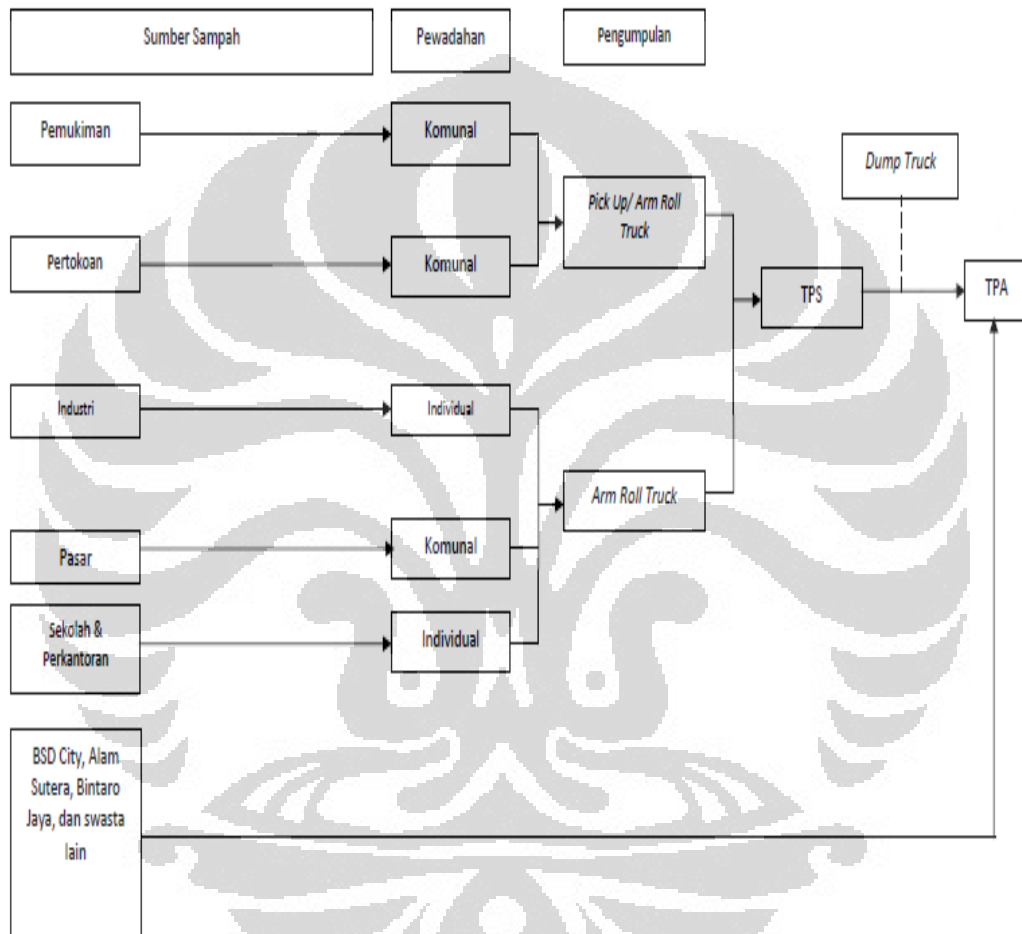 Sumber Sampah
Pewadahan
Pengumpulan
Pemukiman
Komunal
Dump Truck
Pick Up/ Arm Roll
Truck
Pertokoan
Komunal
TPS
TPA
Industri
Individual
Arm Roll Truck
Pasar
Komunal
Sekolah &
Perkantoran
Individual
BSD City, Alam
Sutera, Bintaro
Jaya, dan swasta
lain